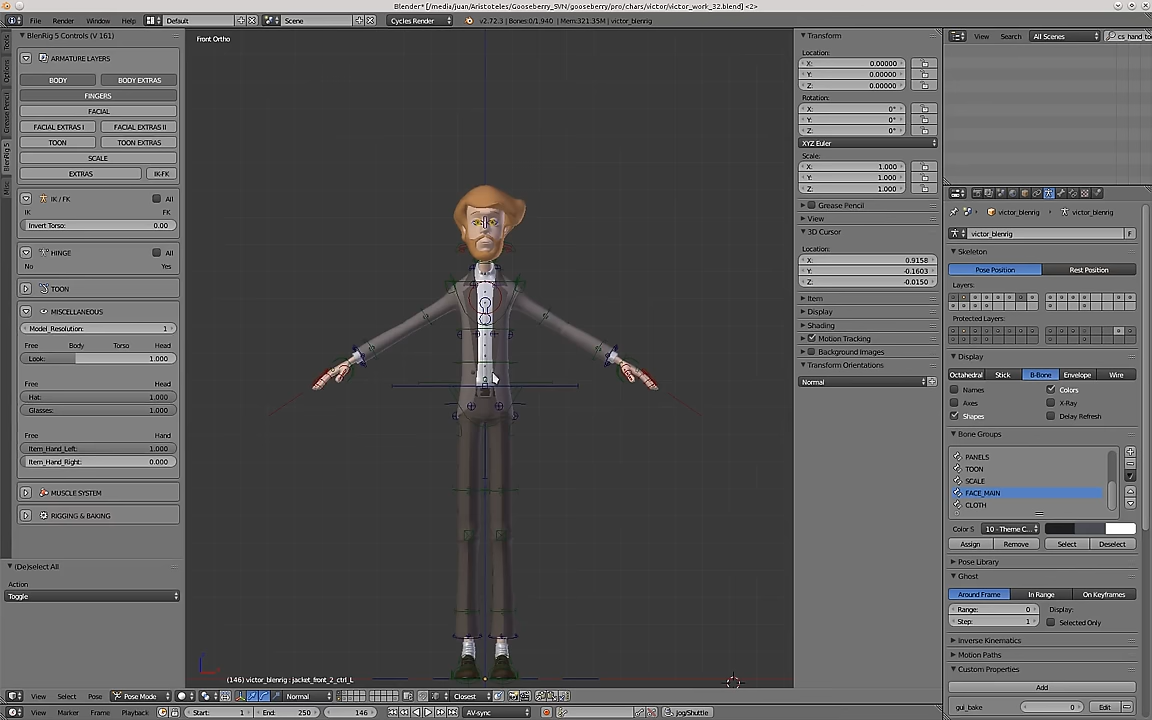 Blender* [/media/juan/Aristoteles/Gooseberry_SVN/gooseberry/pro/chars/victor/victor_work_32.blend] <2>
File Render Window Help Default Scene Cycles Render v2.72.3 | Bones:0/1,940 | Mem:321.35M | victor_blenrig
BlenRig 5 Controls (V 161)
ARMATURE LAYERS
BODY BODY EXTRAS
FINGERS
FACIAL
FACIAL EXTRAS I FACIAL EXTRAS II
TOON TOON EXTRAS
SCALE
EXTRAS IK-FK
IK / FK All
IK FK
Invert Torso: 0.00
HINGE All
No Yes
TOON
MISCELLANEOUS
Model_Resolution: 1
Free Body Torso Head
Look: 1.000
Free Head
Hat: 1.000
Glasses: 1.000
Free Hand
Item_Hand_Left: 1.000
Item_Hand_Right: 0.000
MUSCLE SYSTEM
RIGGING & BAKING
(De)select All
Action
Toggle
Tools
Options
Grease Pencil
BlenRig 5
Misc
Front Ortho
(146) victor_blenrig : jacket_front_2_ctrl_L
Transform
Location:
X: 0.00000
Y: 0.00000
Z: 0.00000
Rotation:
X: 0°
Y: 0°
Z: 0°
XYZ Euler
Scale:
X: 1.000
Y: 1.000
Z: 1.000
Grease Pencil
View
3D Cursor
Location:
X: 0.9158
Y: -0.1603
Z: -0.0150
Item
Display
Shading
Motion Tracking
Background Images
Transform Orientations
Normal
View Search All Scenes
victor_blenrig victor_blenrig
victor_blenrig F
Skeleton
Pose Position Rest Position
Layers:
Protected Layers:
Display
Octahedral Stick B-Bone Envelope Wire
Names Colors
Axes X-Ray
Shapes Delay Refresh
Bone Groups
PANELS
TOON
SCALE
FACE_MAIN
CLOTH
Color S 10 - Theme C...
Assign Remove Select Deselect
Pose Library
Ghost
Around Frame In Range On Keyframes
Range: 0 Display:
Step: 1 Selected Only
Inverse Kinematics
Motion Paths
Custom Properties
Add
gui_bake 0 Edit
View Select Pose Pose Mode Normal Closest
View Marker Frame Playback Start: 1 End: 250 146 AV-sync Jog/Shuttle